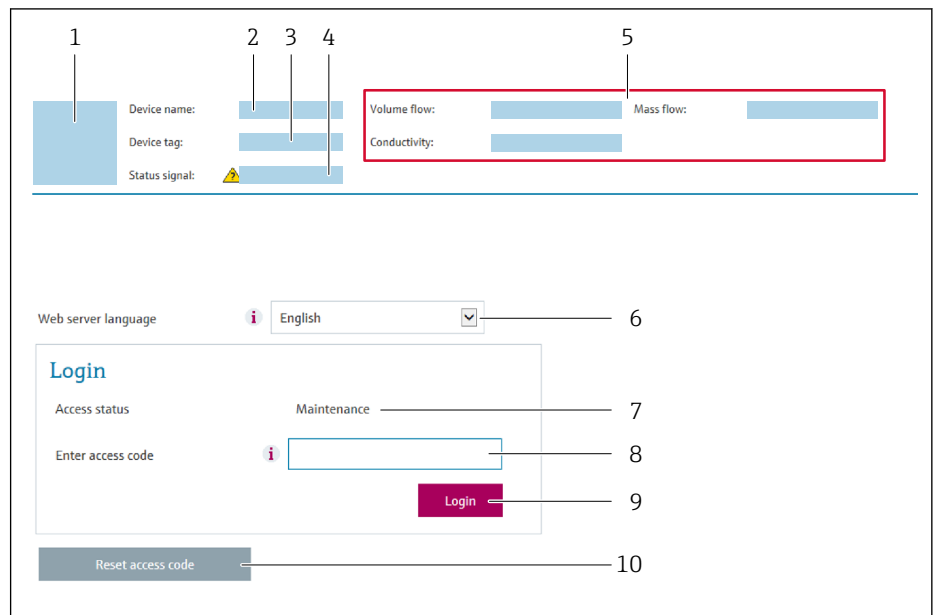 1 2 3 4 5
Device name: Volume flow: Mass flow:
Device tag: Conductivity:
Status signal: ?
Web server language i English 6
Login
Access status Maintenance 7
Enter access code i 8
Login 9
Reset access code 10